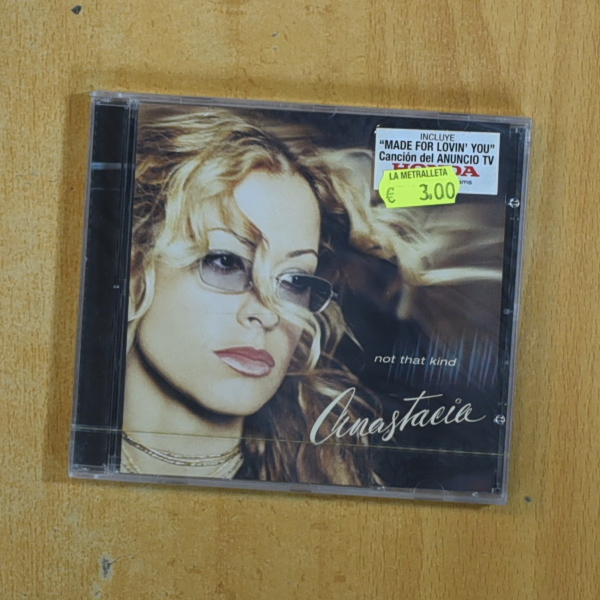 INCLUYE
"MADE FOR LOVIN' YOU"
Canción del ANUNCIO TV
LA METRALLETA
€ 3.00
not that kind
Anastacia